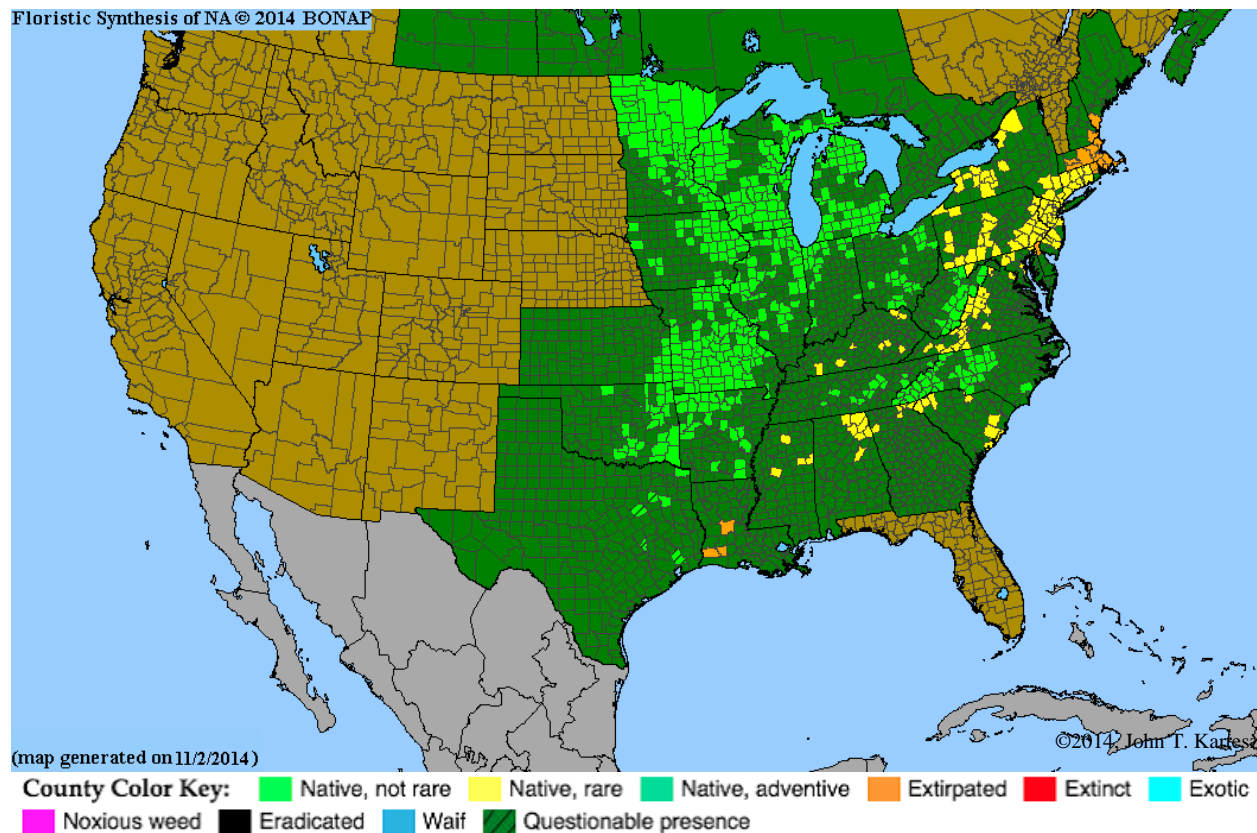 Floristic Synthesis of NA © 2014 BONAP
(map generated on 11/2/2014)
©2014, John T. Kartesz
County Color Key: Native, not rare Native, rare Native, adventive Extirpated Extinct Exotic
Noxious weed Eradicated Waif Questionable presence